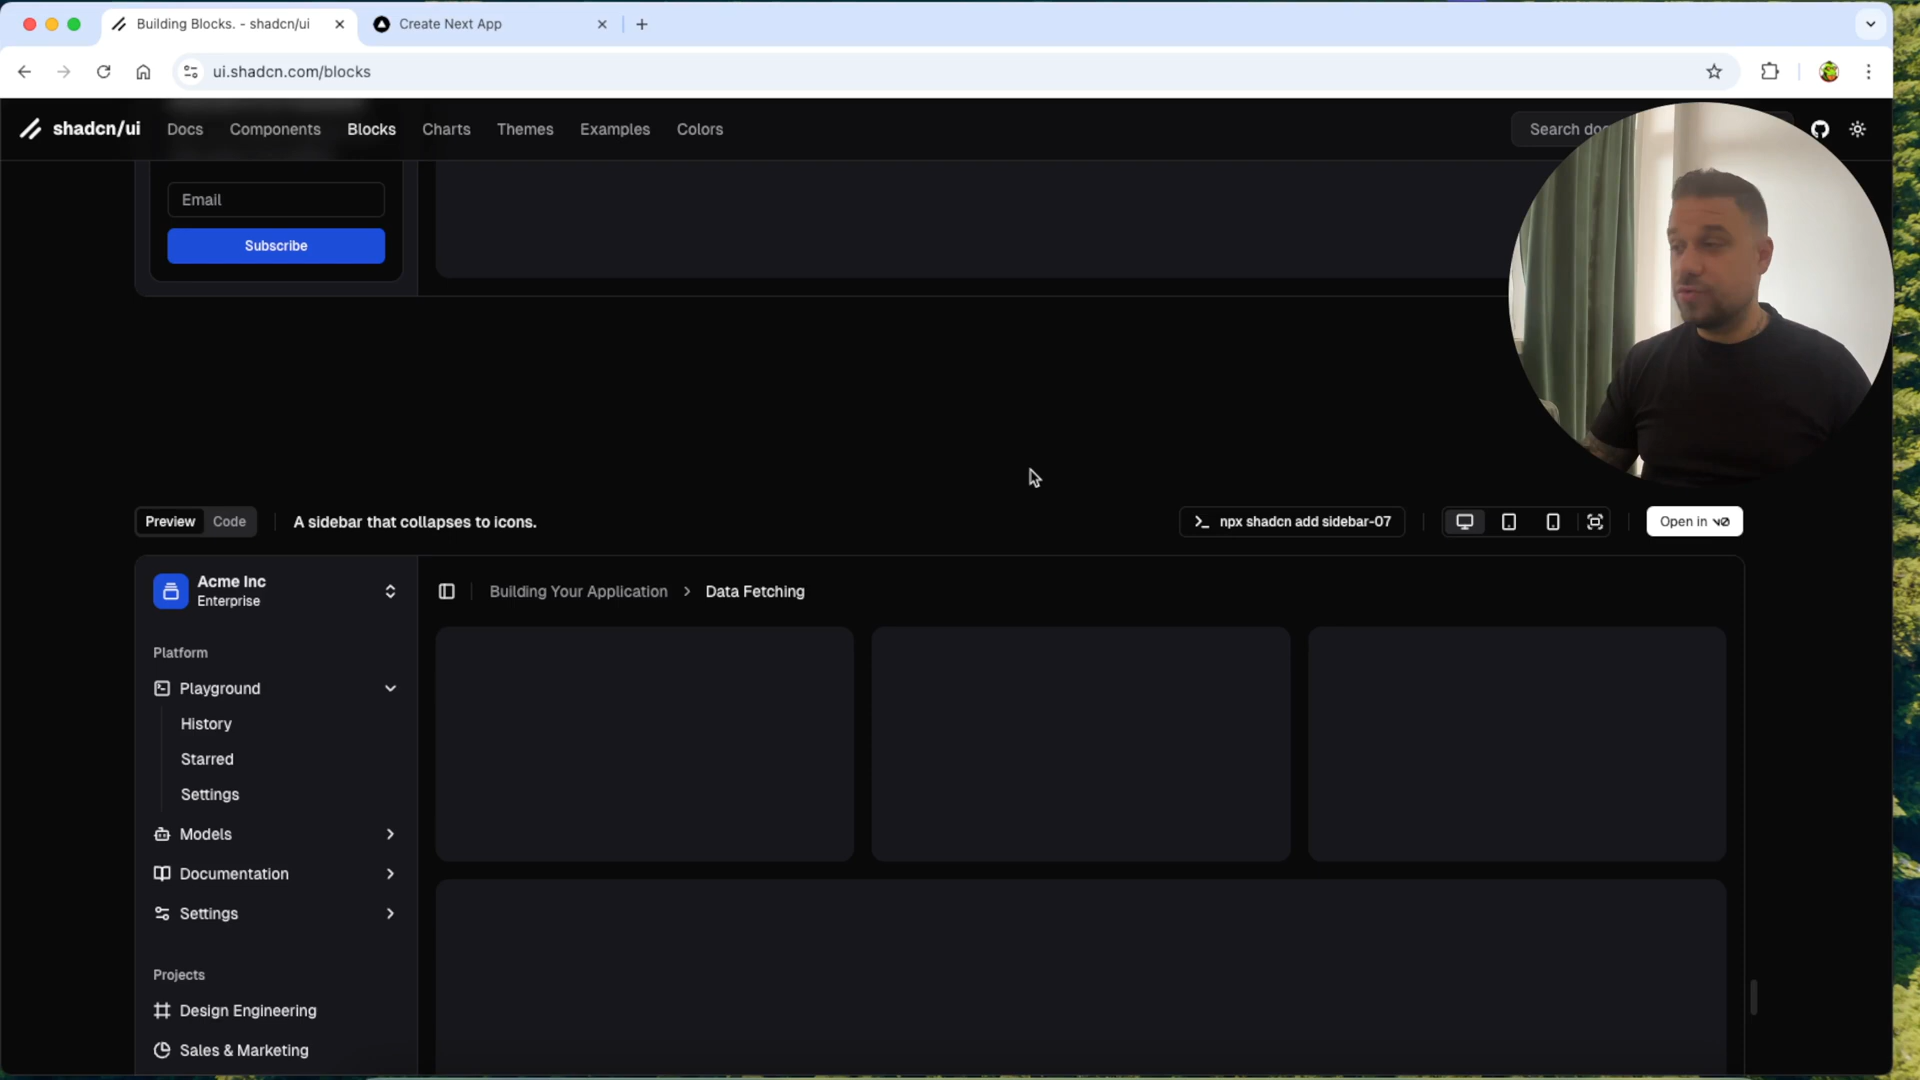 Building Blocks. - shadcn/ui
Create Next App
ui.shadcn.com/blocks
shadcn/ui Docs Components Blocks Charts Themes Examples Colors
Search
Email
Subscribe
Preview Code A sidebar that collapses to icons.
npx shadcn add sidebar-07
Open in v0
Acme Inc
Enterprise
Building Your Application > Data Fetching
Platform
Playground
History
Starred
Settings
Models
Documentation
Settings
Projects
Design Engineering
Sales & Marketing